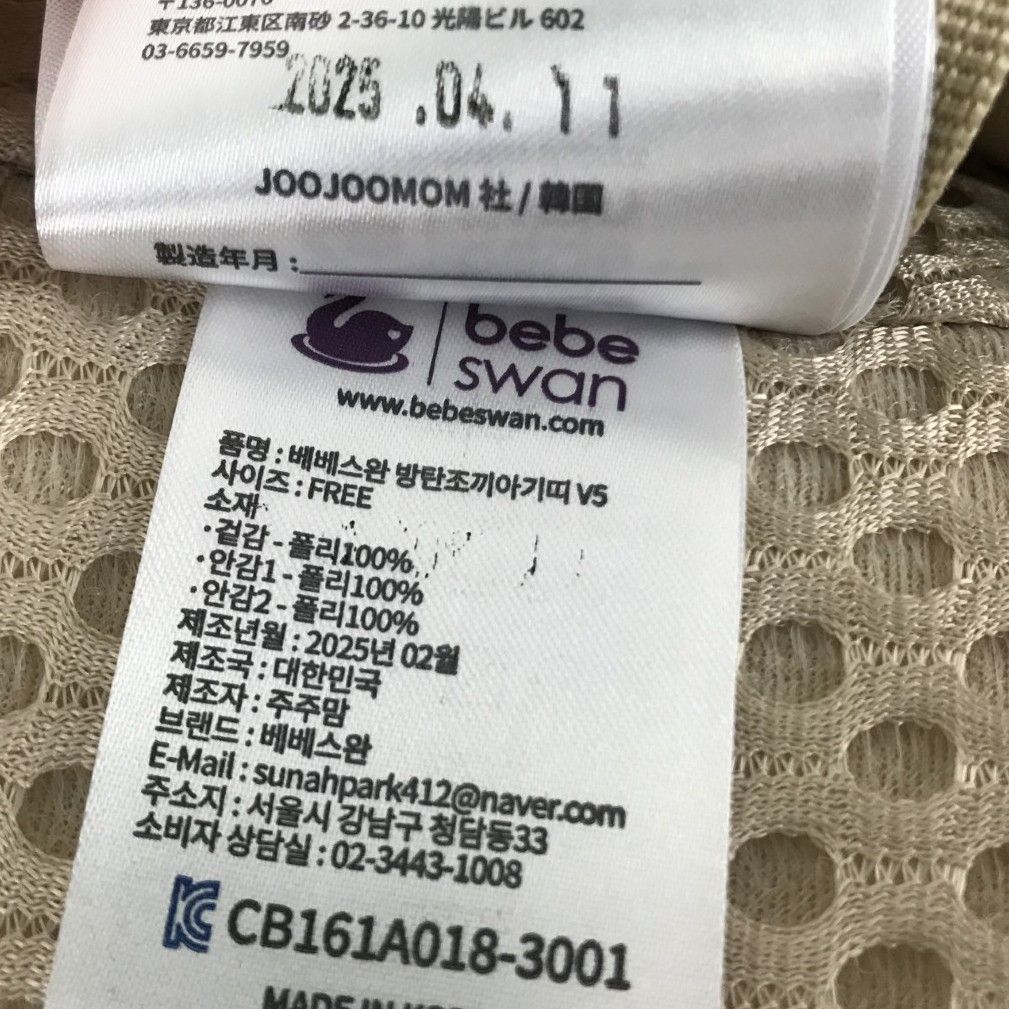 〒136-0076
東京都江東区南砂 2-36-10 光陽ビル 602
03-6659-7959
2025 .04. 11
JOOJOOMOM 社 / 韓国
製造年月 :
bebe
swan
www.bebeswan.com
품명 : 베베스완 방탄조끼아기띠 V5
사이즈 : FREE
소재
· 겉감 - 폴리100%
· 안감1 - 폴리100%
· 안감2 - 폴리100%
제조년월 : 2025년 02월
제조국 : 대한민국
제조자 : 주주맘
브랜드 : 베베스완
E-Mail : sunahpark412@naver.com
주소지 : 서울시 강남구 청담동33
소비자 상담실 : 02-3443-1008
CB161A018-3001
MADE IN